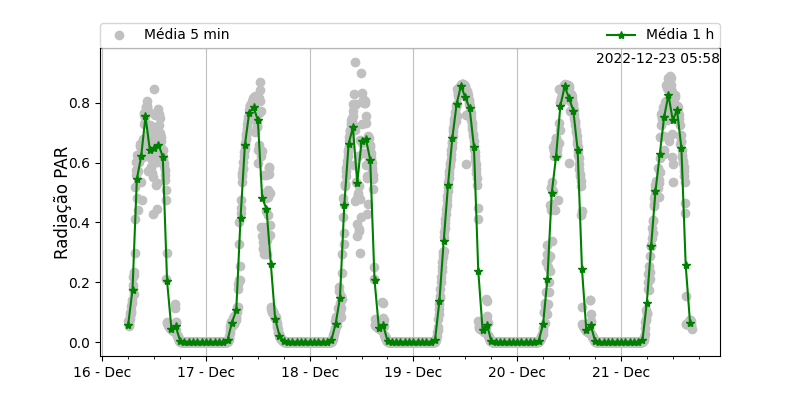 Média 5 min
Média 1 h
2022-12-23 05:58
Radiação PAR
0.8
0.6
0.4
0.2
0.0
16 - Dec
17 - Dec
18 - Dec
19 - Dec
20 - Dec
21 - Dec